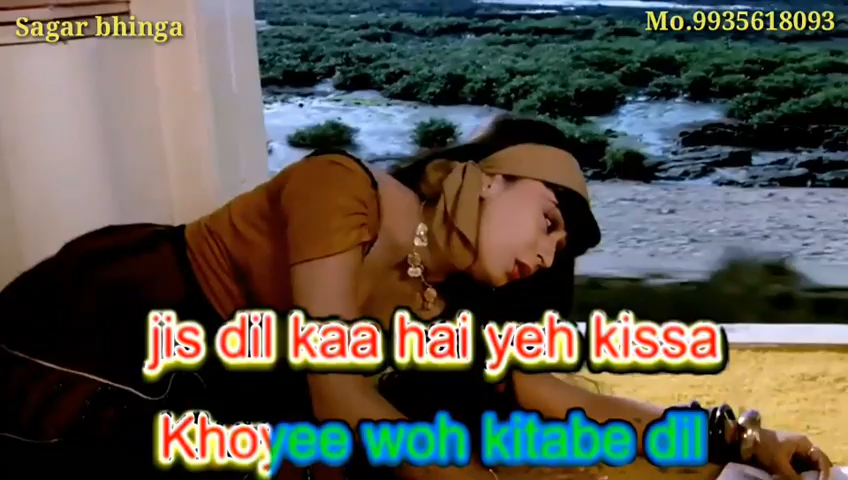 Sagar bhinga
Mo.9935618093
jis dil kaa hai yeh kissa
Khoyee woh kitabe dil